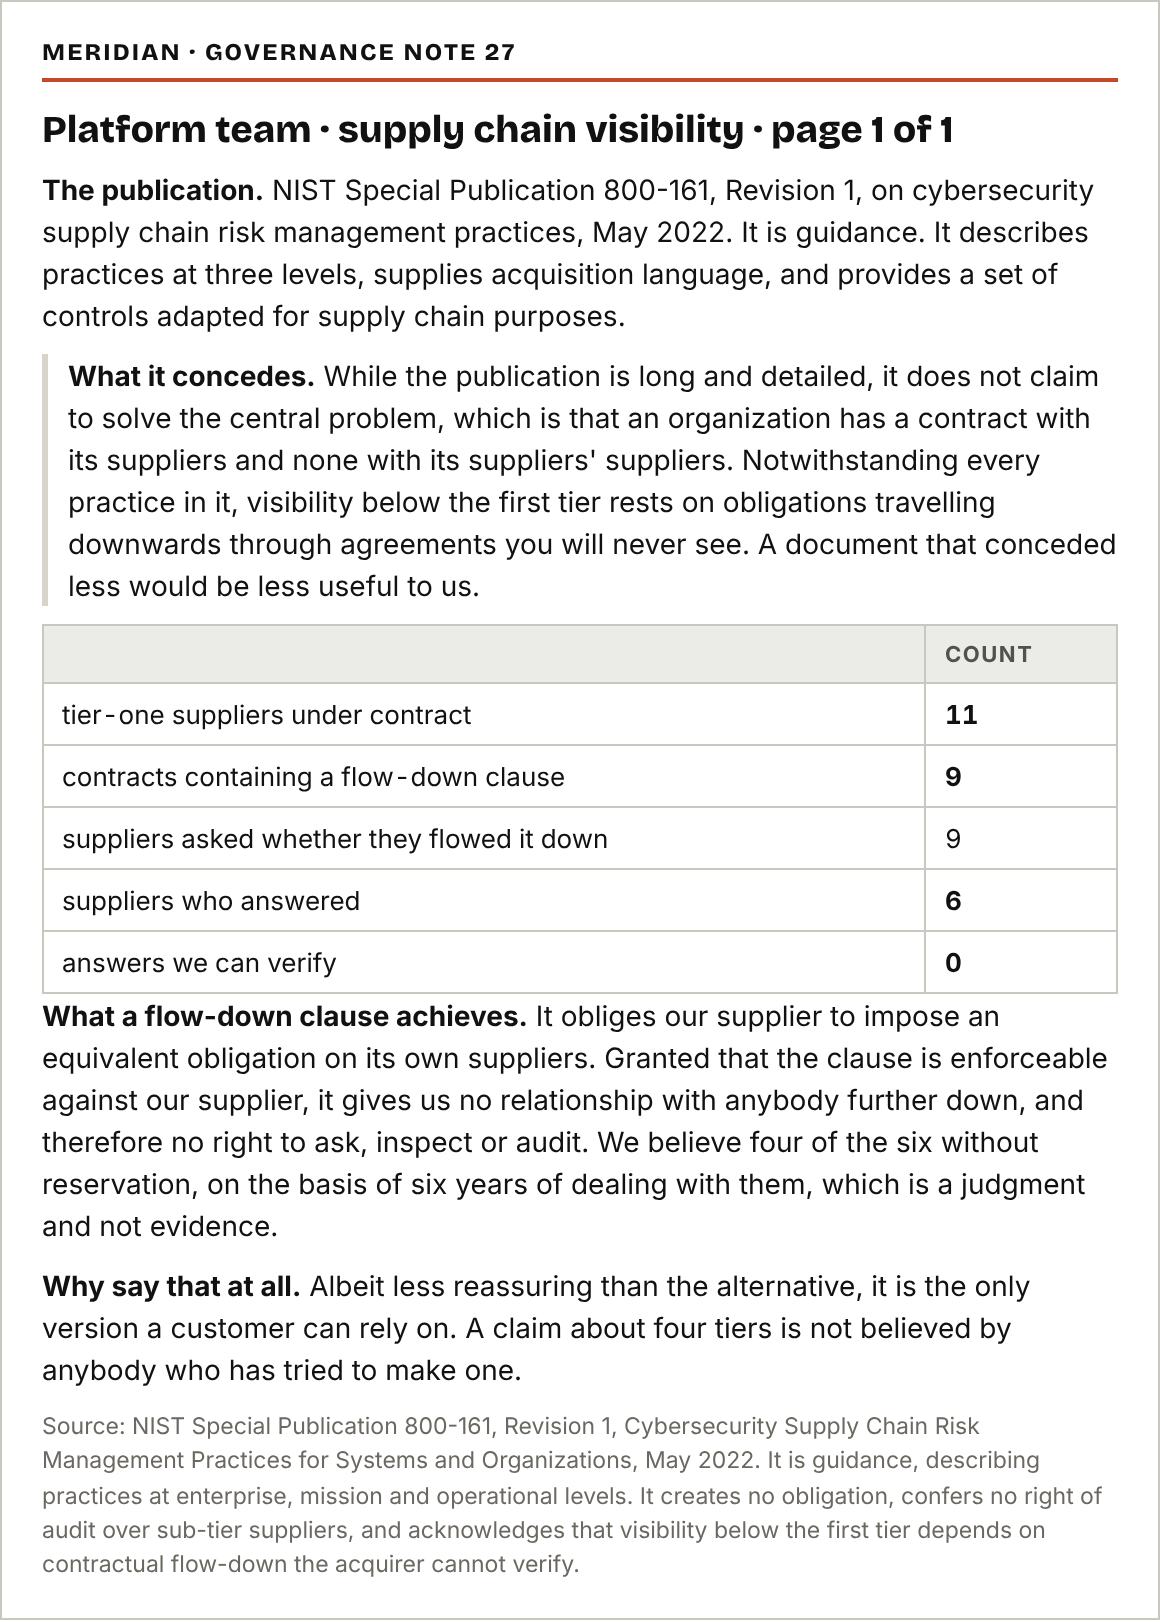 MERIDIAN · GOVERNANCE NOTE 27
Platform team · supply chain visibility · page 1 of 1
The publication. NIST Special Publication 800-161, Revision 1, on cybersecurity
supply chain risk management practices, May 2022. It is guidance. It describes
practices at three levels, supplies acquisition language, and provides a set of
controls adapted for supply chain purposes.
What it concedes. While the publication is long and detailed, it does not claim
to solve the central problem, which is that an organization has a contract with
its suppliers and none with its suppliers' suppliers. Notwithstanding every
practice in it, visibility below the first tier rests on obligations travelling
downwards through agreements you will never see. A document that conceded
less would be less useful to us.
COUNT
tier-one suppliers under contract 11
contracts containing a flow-down clause 9
suppliers asked whether they flowed it down 9
suppliers who answered 6
answers we can verify 0
What a flow-down clause achieves. It obliges our supplier to impose an
equivalent obligation on its own suppliers. Granted that the clause is enforceable
against our supplier, it gives us no relationship with anybody further down, and
therefore no right to ask, inspect or audit. We believe four of the six without
reservation, on the basis of six years of dealing with them, which is a judgment
and not evidence.
Why say that at all. Albeit less reassuring than the alternative, it is the only
version a customer can rely on. A claim about four tiers is not believed by
anybody who has tried to make one.
Source: NIST Special Publication 800-161, Revision 1, Cybersecurity Supply Chain Risk
Management Practices for Systems and Organizations, May 2022. It is guidance, describing
practices at enterprise, mission and operational levels. It creates no obligation, confers no right of
audit over sub-tier suppliers, and acknowledges that visibility below the first tier depends on
contractual flow-down the acquirer cannot verify.